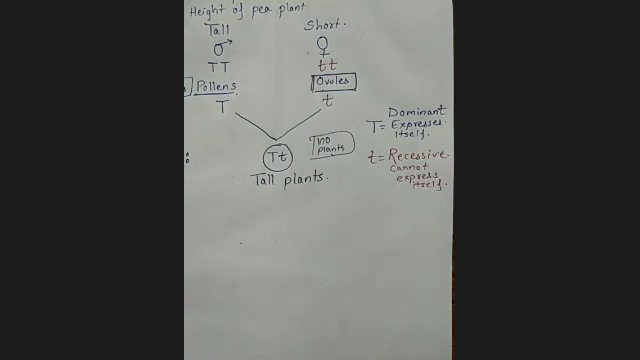 Height of pea plant.
Tall Short
♂ ♀
TT tt
Pollens Ovules
T t
T = Dominant
Expresses
itself.
Tt
plants
Tall plants.
t = Recessive
cannot
express
itself.